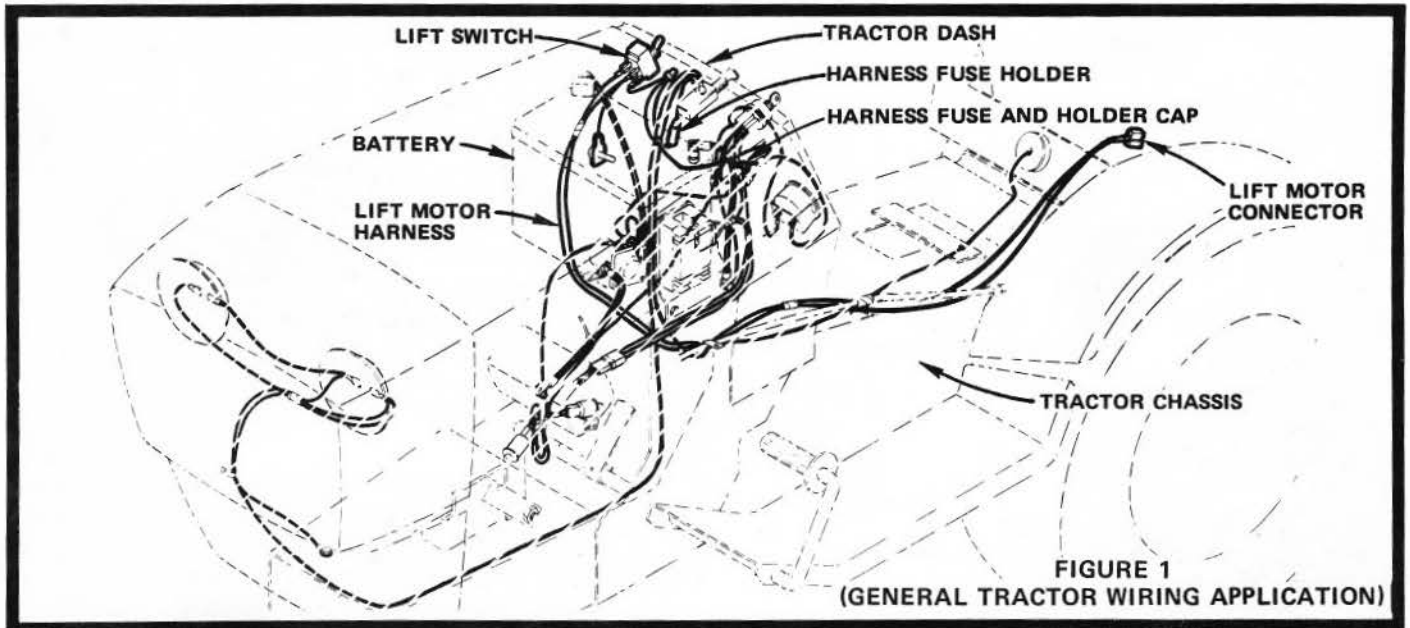 LIFT SWITCH
TRACTOR DASH
HARNESS FUSE HOLDER
HARNESS FUSE AND HOLDER CAP
BATTERY
LIFT MOTOR
HARNESS
LIFT MOTOR
CONNECTOR
TRACTOR CHASSIS
FIGURE 1
(GENERAL TRACTOR WIRING APPLICATION)